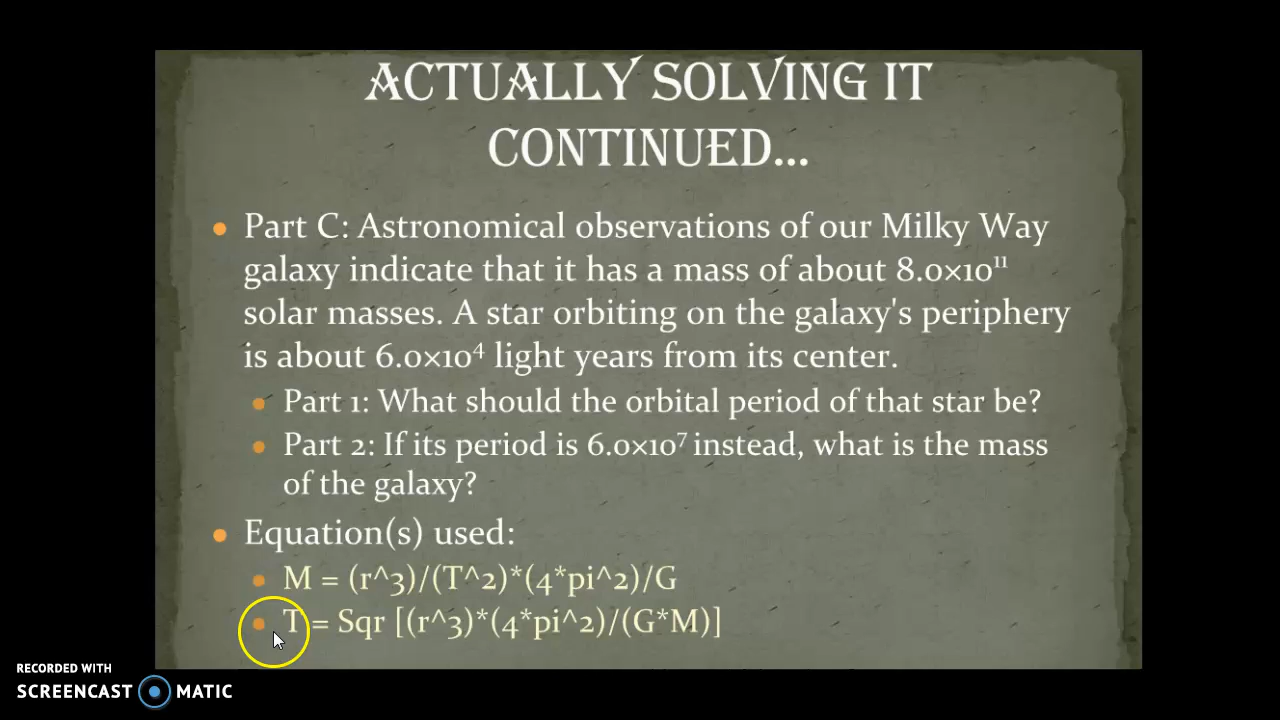 ACTUALLY SOLVING IT
CONTINUED...
Part C: Astronomical observations of our Milky Way
galaxy indicate that it has a mass of about 8.0×10¹¹
solar masses. A star orbiting on the galaxy's periphery
is about 6.0×10⁴ light years from its center.
Part 1: What should the orbital period of that star be?
Part 2: If its period is 6.0×10⁷ instead, what is the mass
of the galaxy?
Equation(s) used:
M = (r^3)/(T^2)*(4*pi^2)/G
T = Sqr [(r^3)*(4*pi^2)/(G*M)]
RECORDED WITH
SCREENCAST MATIC